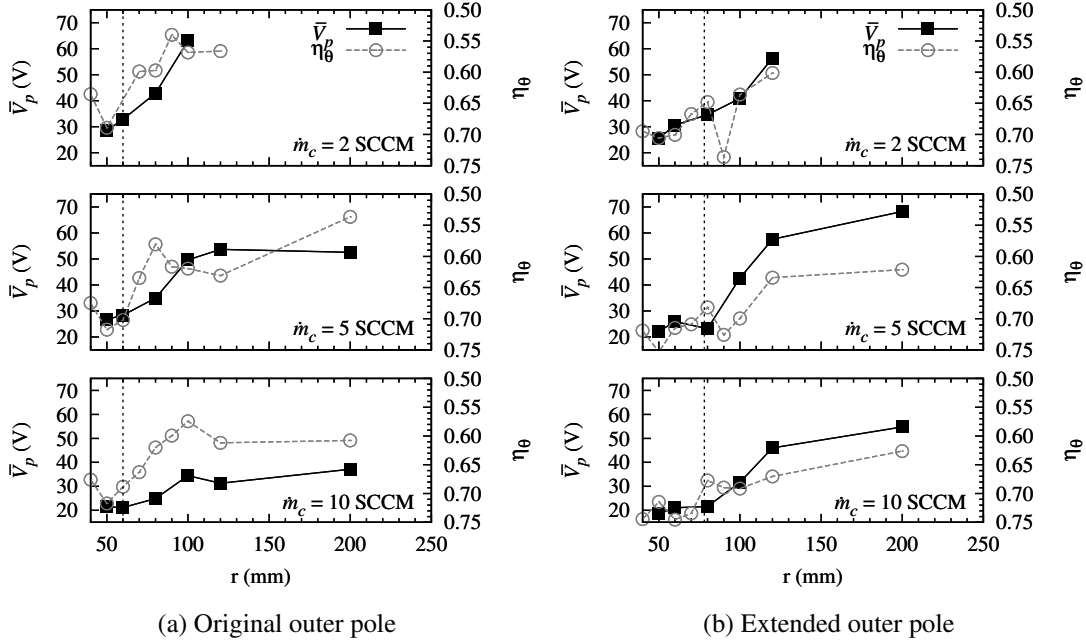 70
60
50
40
30
20
V̄p (V)
0.50
0.55
0.60
0.65
0.70
0.75
ηθ
V̄p
ηθ
ṁc = 2 SCCM
70
60
50
40
30
20
V̄p (V)
0.50
0.55
0.60
0.65
0.70
0.75
ηθ
ṁc = 5 SCCM
70
60
50
40
30
20
V̄p (V)
0.50
0.55
0.60
0.65
0.70
0.75
ηθ
ṁc = 10 SCCM
50 100 150 200 250
r (mm)
(a) Original outer pole
70
60
50
40
30
20
V̄p (V)
0.50
0.55
0.60
0.65
0.70
0.75
ηθ
V̄p
ηθ
ṁc = 2 SCCM
70
60
50
40
30
20
V̄p (V)
0.50
0.55
0.60
0.65
0.70
0.75
ηθ
ṁc = 5 SCCM
70
60
50
40
30
20
V̄p (V)
0.50
0.55
0.60
0.65
0.70
0.75
ηθ
ṁc = 10 SCCM
50 100 150 200 250
r (mm)
(b) Extended outer pole